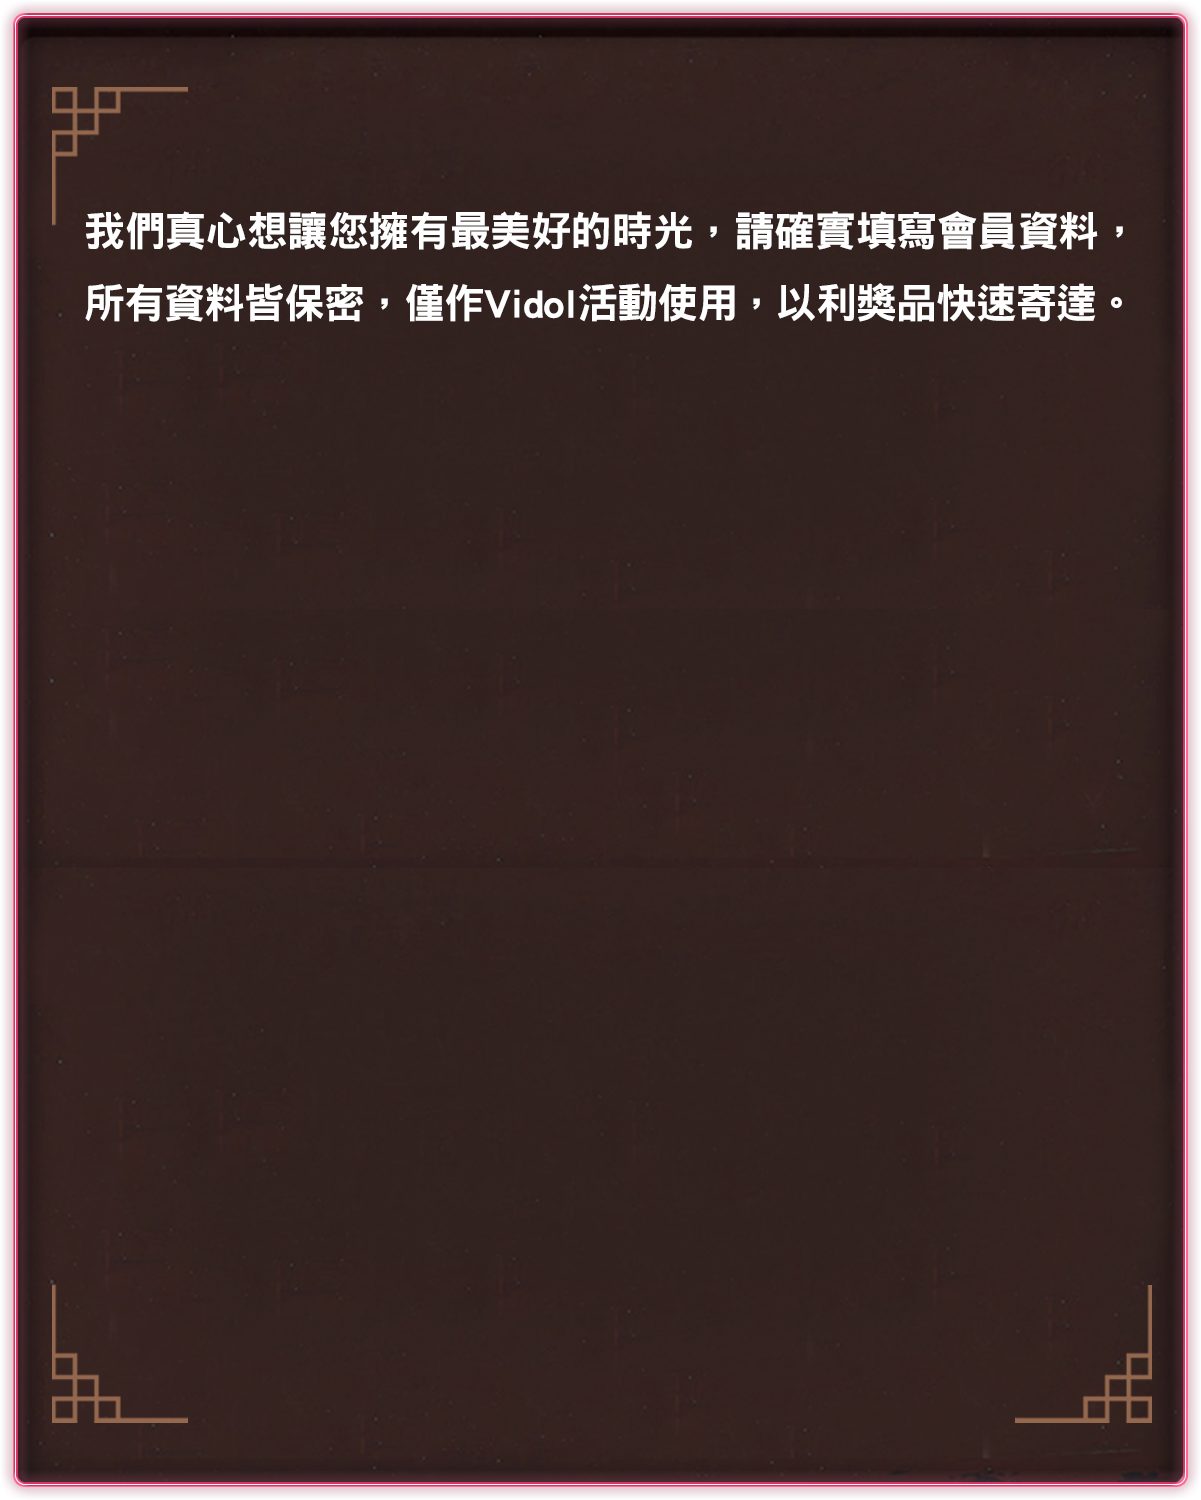 我們真心想讓您擁有最美好的時光，請確實填寫會員資料，
所有資料皆保密，僅作Vidol活動使用，以利獎品快速寄達。